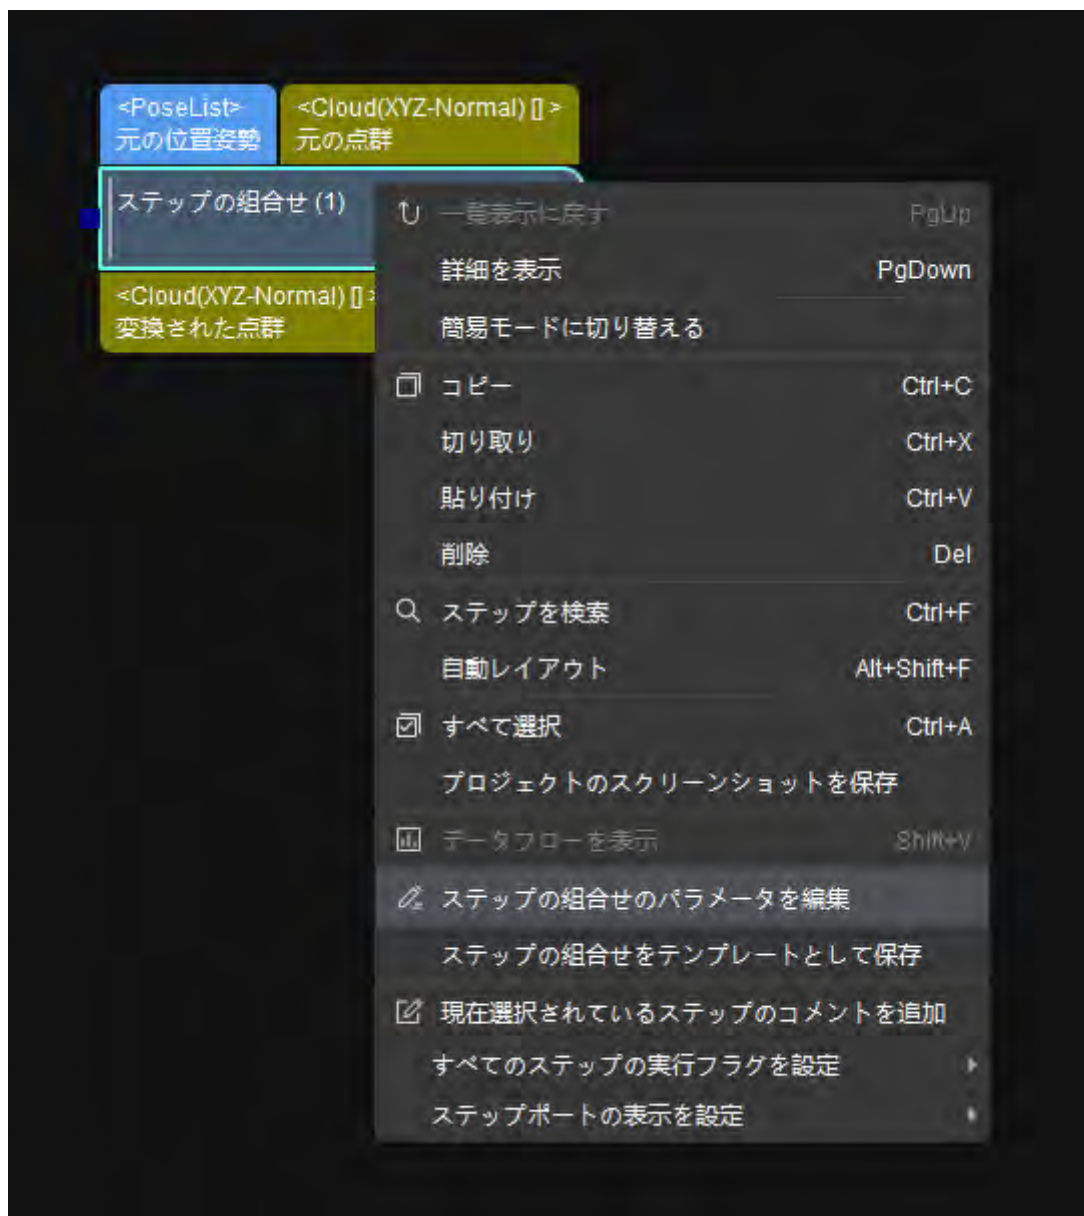 <PoseList>
元の位置姿勢
<Cloud(XYZ-Normal) [] >
元の点群
ステップの組合せ (1)
<Cloud(XYZ-Normal) [] >
変換された点群
一覧表示に戻す PgUp
詳細を表示 PgDown
簡易モードに切り替える
コピー Ctrl+C
切り取り Ctrl+X
貼り付け Ctrl+V
削除 Del
ステップを検索 Ctrl+F
自動レイアウト Alt+Shift+F
すべて選択 Ctrl+A
プロジェクトのスクリーンショットを保存
データフローを表示 Shift+V
ステップの組合せのパラメータを編集
ステップの組合せをテンプレートとして保存
現在選択されているステップのコメントを追加
すべてのステップの実行フラグを設定
ステップポートの表示を設定